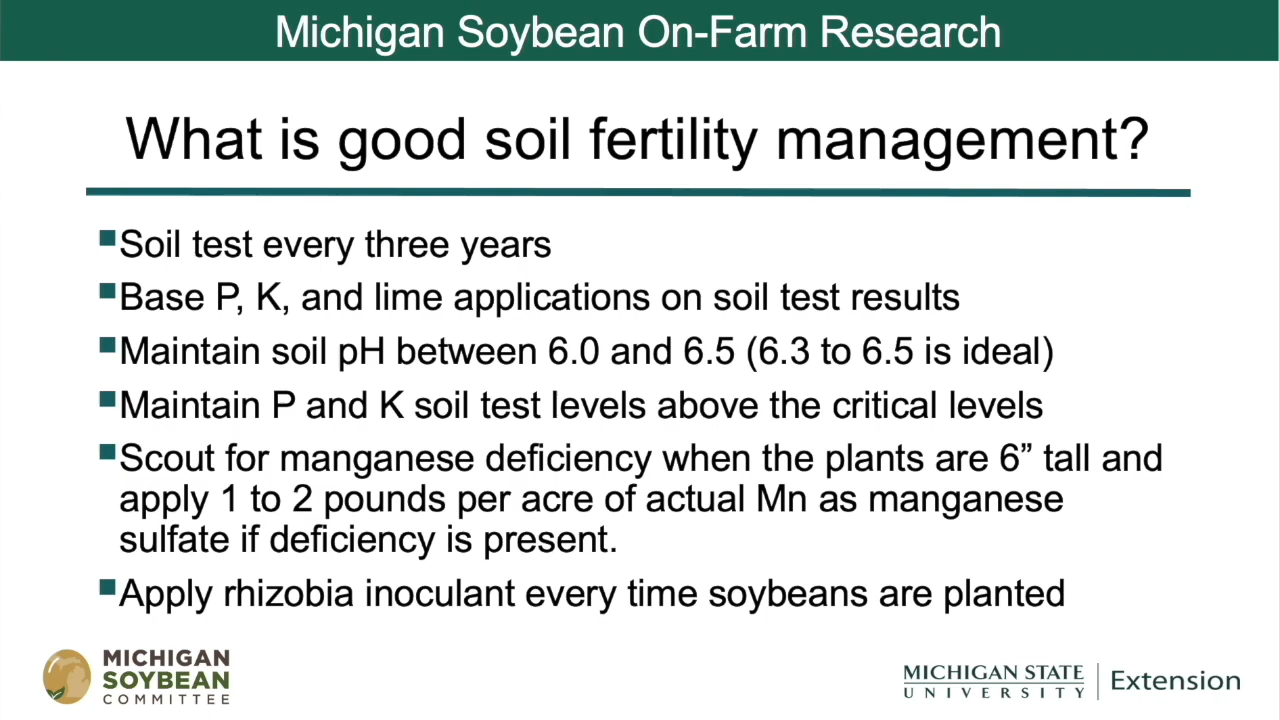 Michigan Soybean On-Farm Research
What is good soil fertility management?
Soil test every three years
Base P, K, and lime applications on soil test results
Maintain soil pH between 6.0 and 6.5 (6.3 to 6.5 is ideal)
Maintain P and K soil test levels above the critical levels
Scout for manganese deficiency when the plants are 6” tall and
apply 1 to 2 pounds per acre of actual Mn as manganese
sulfate if deficiency is present.
Apply rhizobia inoculant every time soybeans are planted
MICHIGAN
SOYBEAN
COMMITTEE
MICHIGAN STATE
UNIVERSITY
Extension